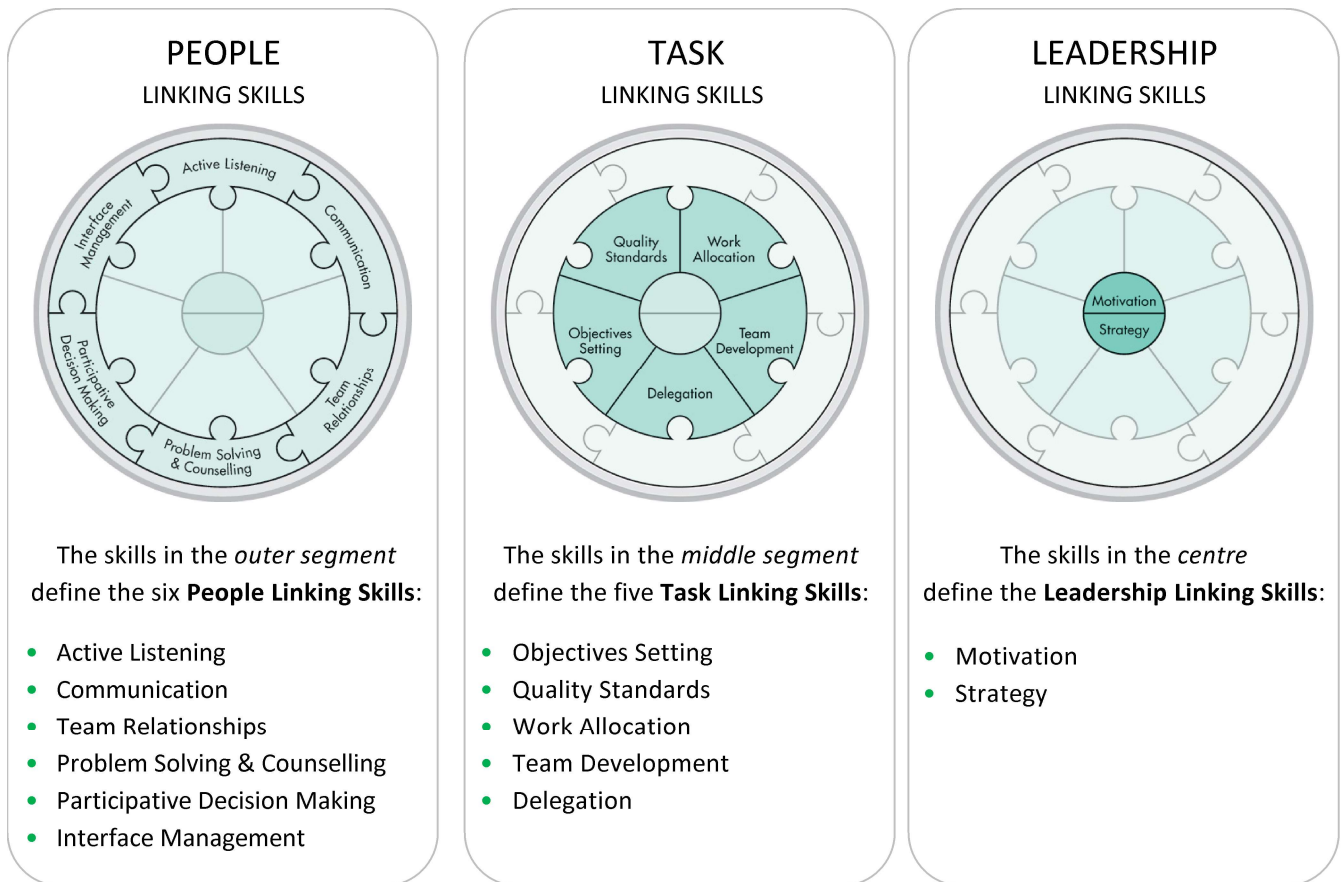 PEOPLE
LINKING SKILLS
Active Listening
Communication
Team
Relationships
Problem Solving
& Counselling
Participative
Decision Making
Interface
Management
The skills in the outer segment
define the six People Linking Skills:
• Active Listening
• Communication
• Team Relationships
• Problem Solving & Counselling
• Participative Decision Making
• Interface Management
TASK
LINKING SKILLS
Quality
Standards
Work
Allocation
Objectives
Setting
Team
Development
Delegation
The skills in the middle segment
define the five Task Linking Skills:
• Objectives Setting
• Quality Standards
• Work Allocation
• Team Development
• Delegation
LEADERSHIP
LINKING SKILLS
Motivation
Strategy
The skills in the centre
define the Leadership Linking Skills:
• Motivation
• Strategy